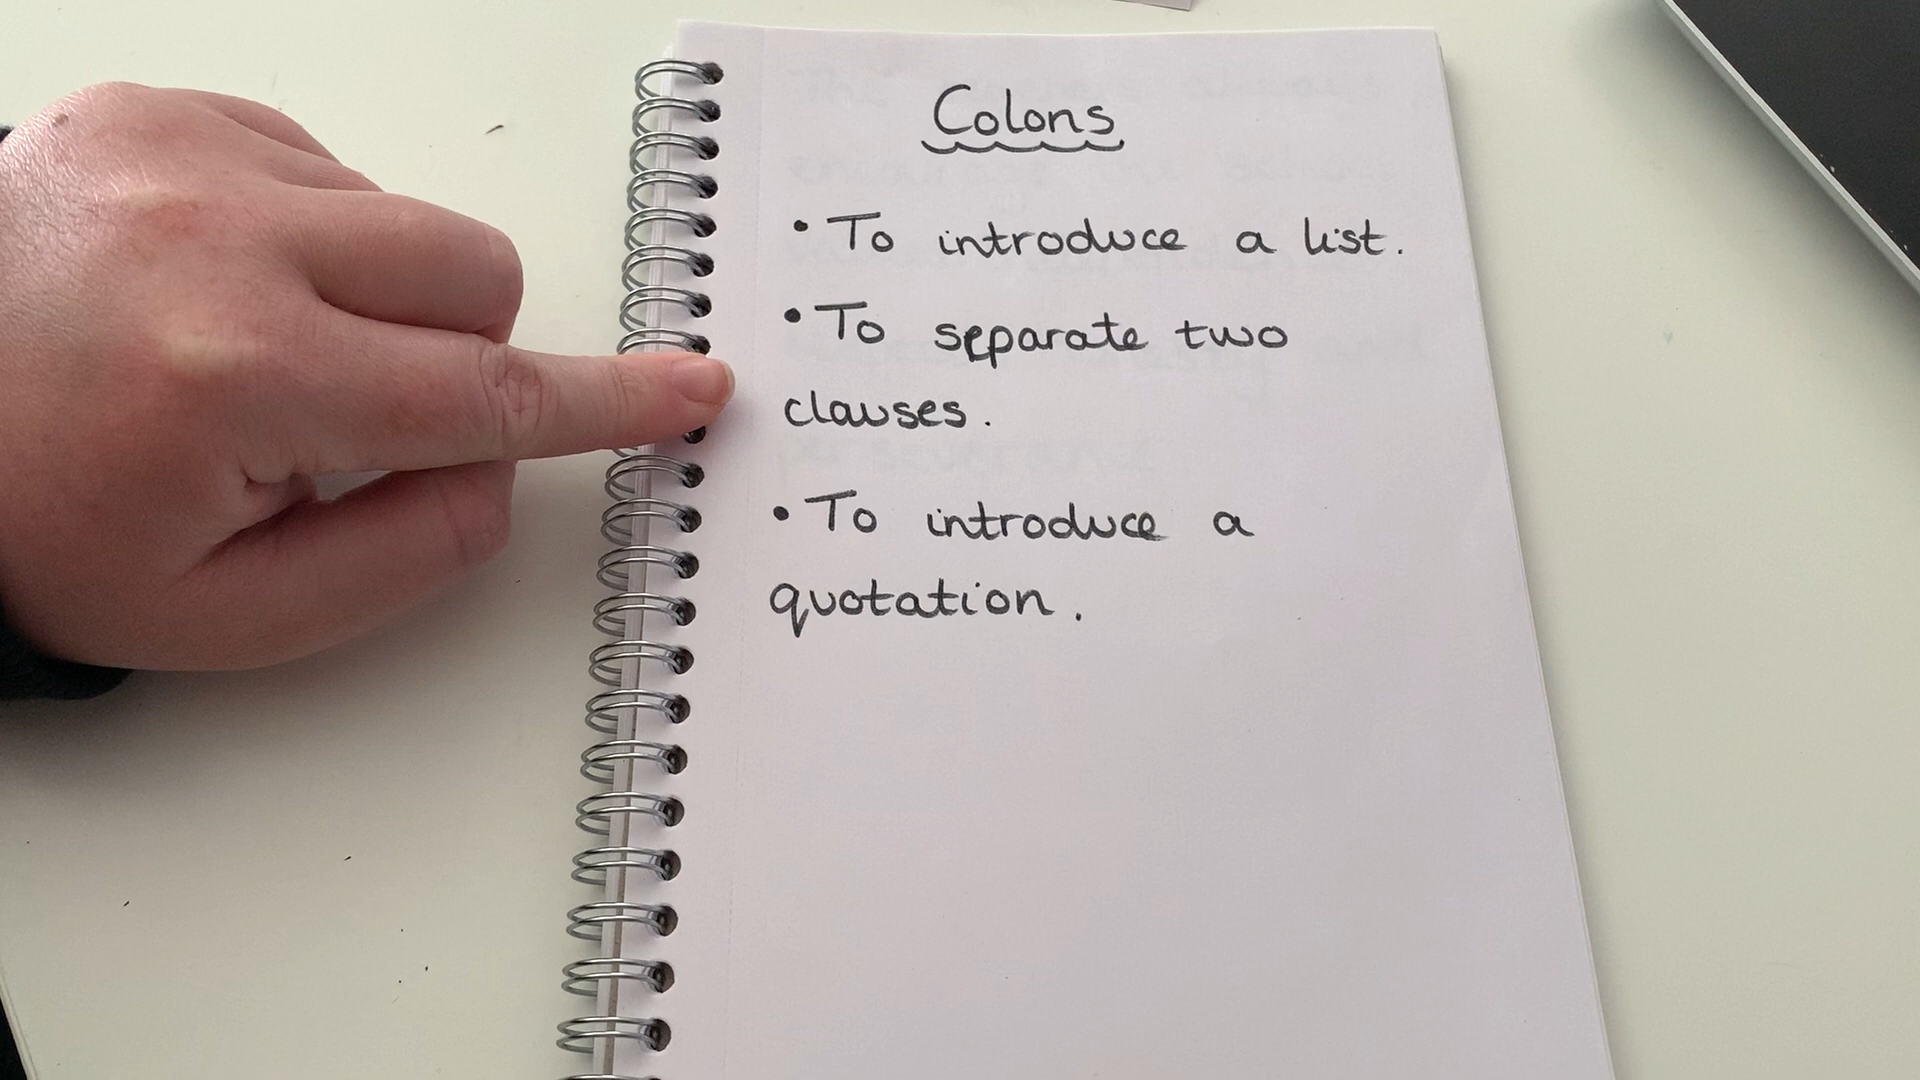 Colons
• To introduce a list.
• To separate two
clauses.
• To introduce a
quotation.